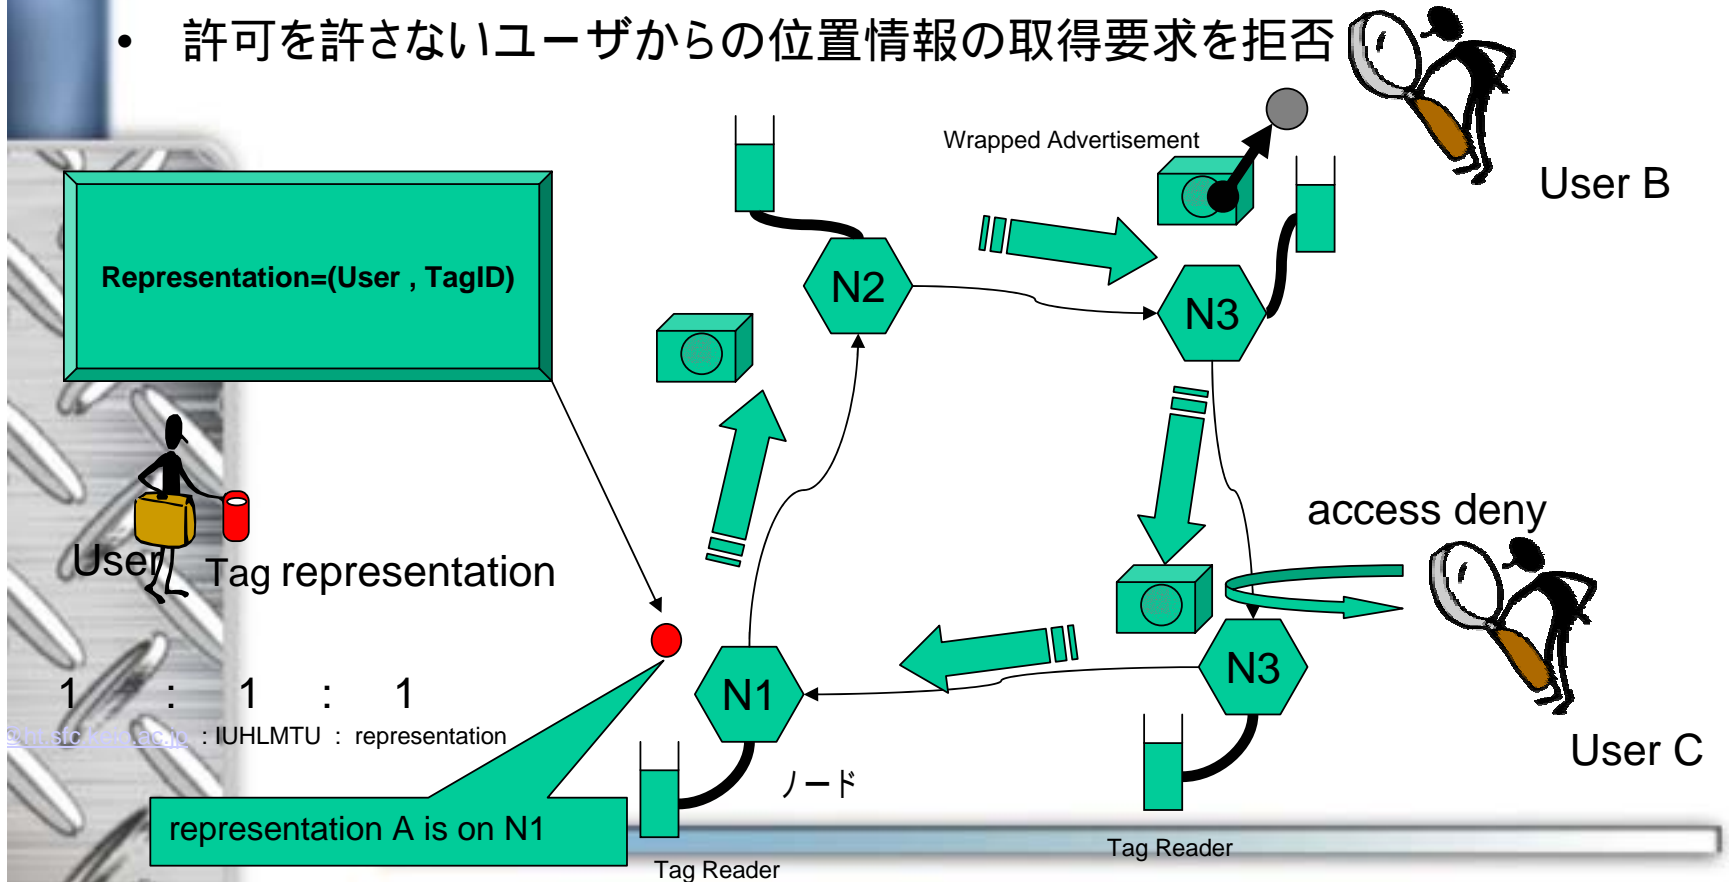 • 許可を許さないユーザからの位置情報の取得要求を拒否
Wrapped Advertisement
User B
Representation=(User , TagID)
N2
N3
access deny
User
Tag representation
N1
N3
1 : 1 : 1
.ac.jp : IUHLMTU : representation
User C
ノード
representation A is on N1
Tag Reader
Tag Reader